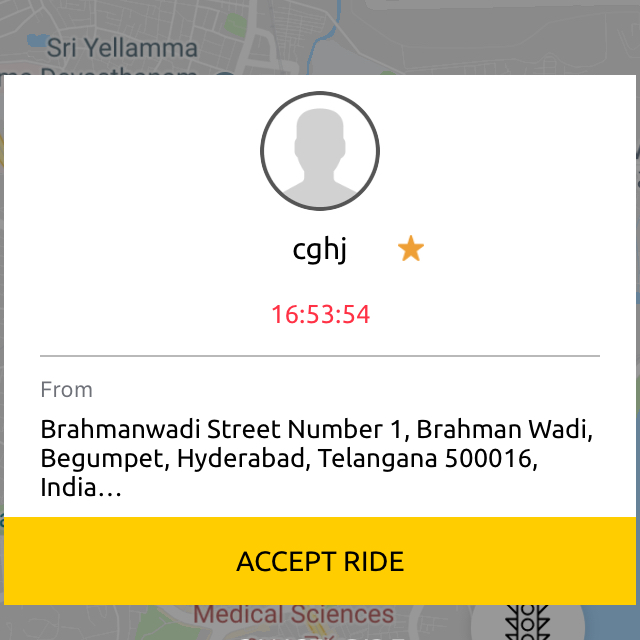 Sri Yellamma
cghj
16:53:54
From
Brahmanwadi Street Number 1, Brahman Wadi,
Begumpet, Hyderabad, Telangana 500016,
India…
ACCEPT RIDE
Medical Sciences